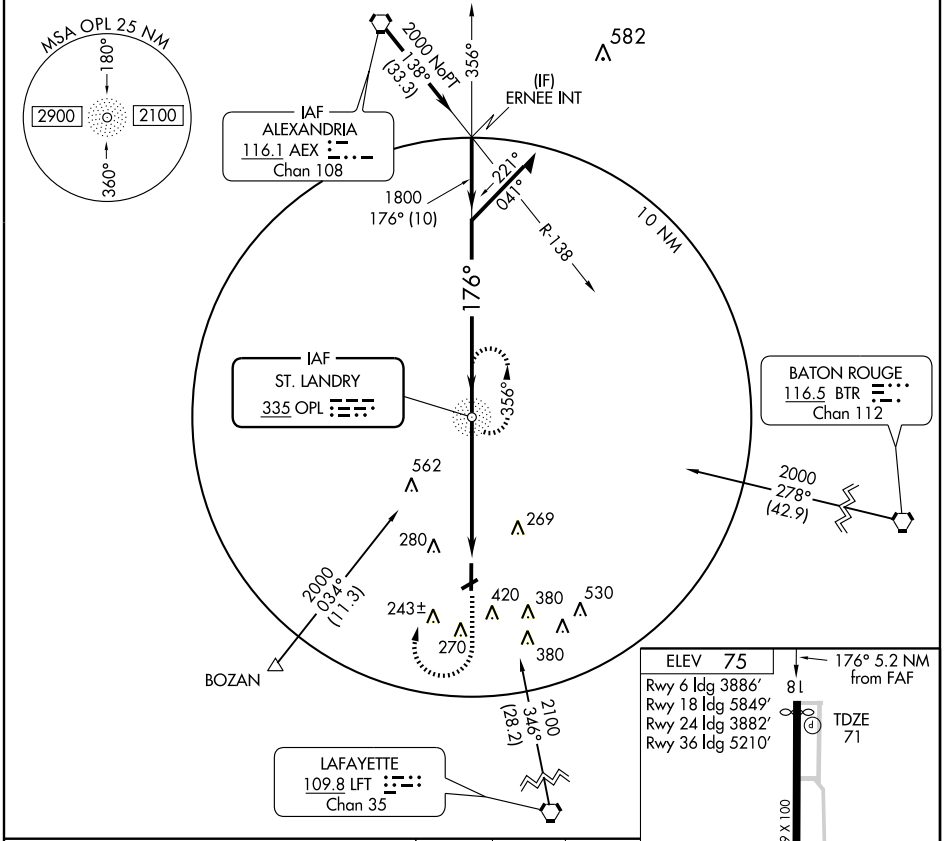 MSA OPL 25 NM
180°
2900
2100
360°
2000 NoPT
138°
(33.3)
356°
582
(IF)
ERNEE INT
IAF
ALEXANDRIA
116.1 AEX
Chan 108
1800
176° (10)
221°
041°
R-138
10 NM
176°
IAF
ST. LANDRY
335 OPL
356°
BATON ROUGE
116.5 BTR
Chan 112
2000
278°
(42.9)
562
269
280
2000
034°
(11.3)
243±
270
420
380
530
380
BOZAN
2100
346°
(28.2)
LAFAYETTE
109.8 LFT
Chan 35
ELEV 75
176° 5.2 NM
from FAF
Rwy 6 ldg 3886'
Rwy 18 ldg 5849'
Rwy 24 ldg 3882'
Rwy 36 ldg 5210'
18
P
TDZE
71
9 X 100